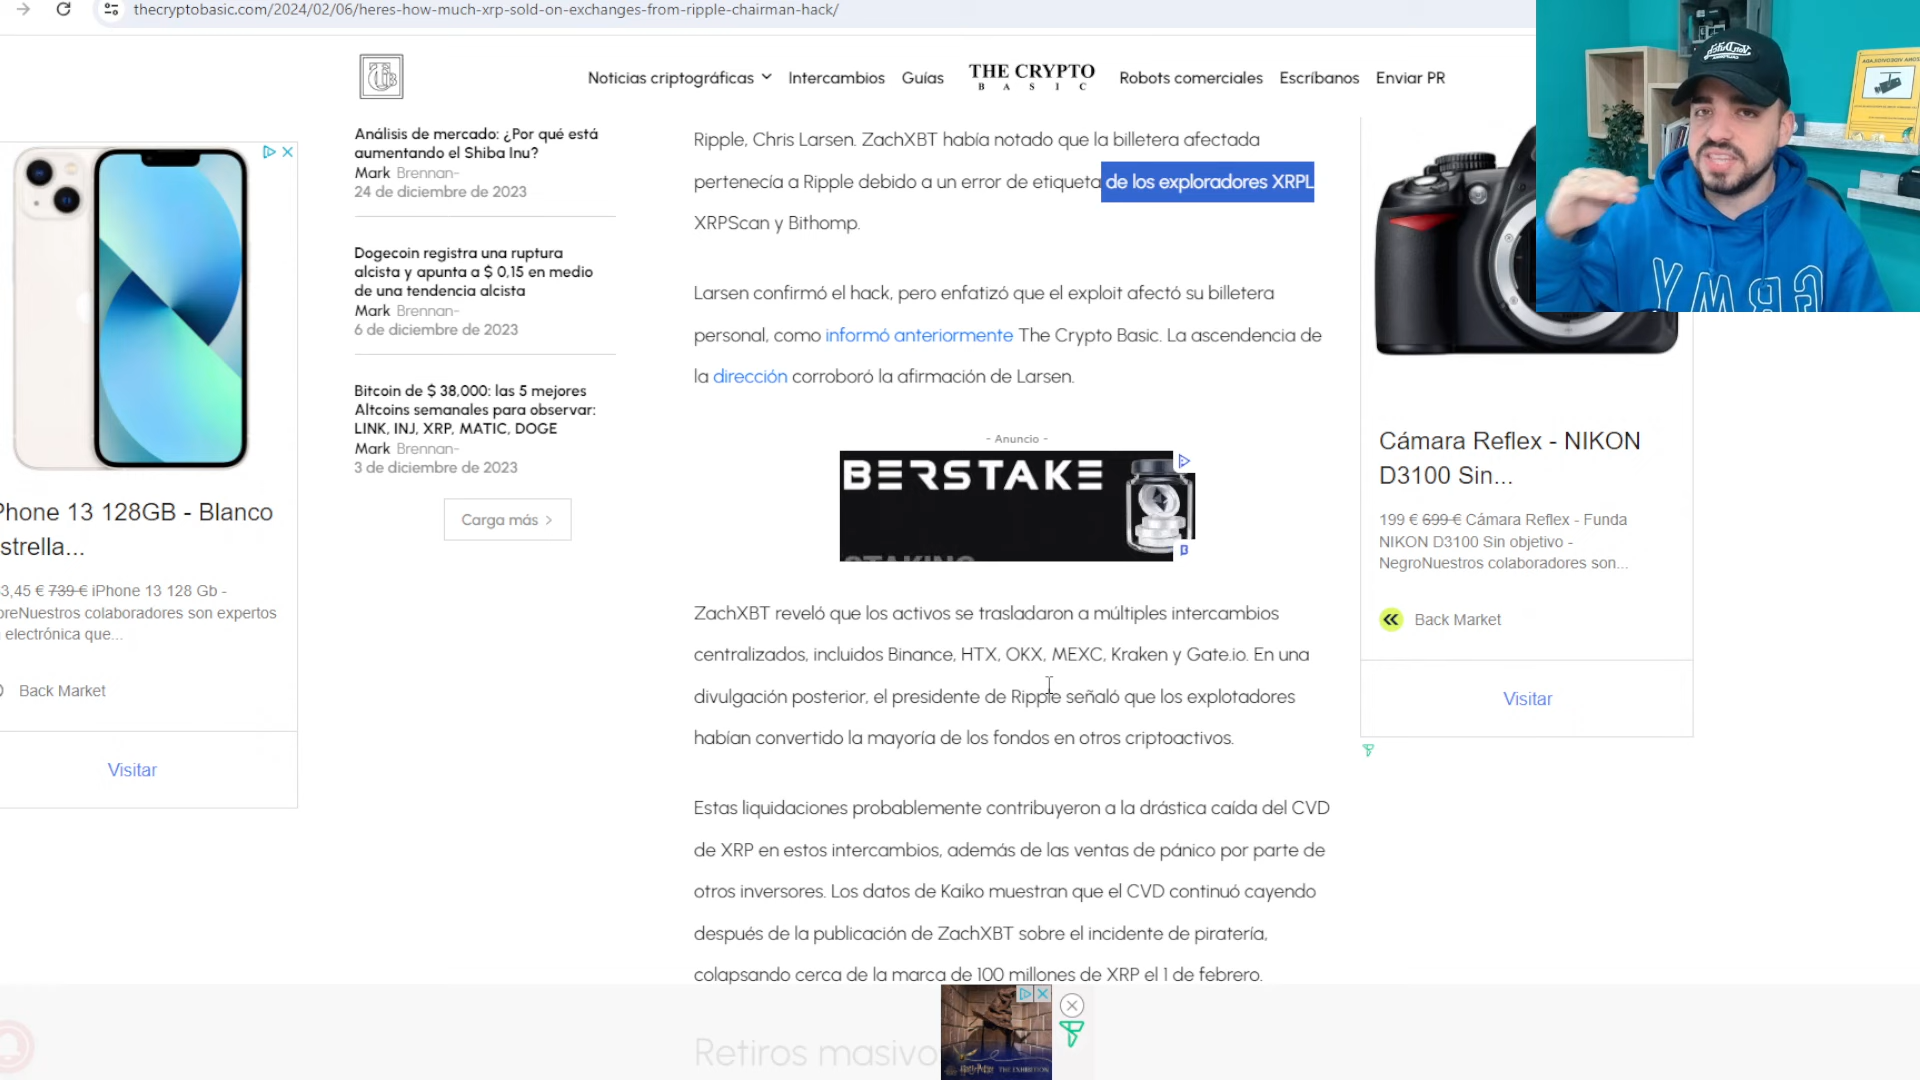 thecryptobasic.com/2024/02/06/heres-how-much-xrp-sold-on-exchanges-from-ripple-chairman-hack/
Noticias criptográficas
Intercambios
Guías
THE CRYPTO
BASIC
Robots comerciales
Escríbanos
Enviar PR
Análisis de mercado: ¿Por qué está
aumentando el Shiba Inu?
Mark Brennan-
24 de diciembre de 2023
Dogecoin registra una ruptura
alcista y apunta a $ 0,15 en medio
de una tendencia alcista
Mark Brennan-
6 de diciembre de 2023
Bitcoin de $ 38,000: las 5 mejores
Altcoins semanales para observar:
LINK, INJ, XRP, MATIC, DOGE
Mark Brennan-
3 de diciembre de 2023
Carga más
Phone 13 128GB - Blanco
strella...
3,45 € 739 € iPhone 13 128 Gb -
breNuestros colaboradores son expertos
electrónica que...
Back Market
Visitar
Ripple, Chris Larsen. ZachXBT había notado que la billetera afectada
pertenecía a Ripple debido a un error de etiqueta de los exploradores XRPL
XRPScan y Bithomp.
Larsen confirmó el hack, pero enfatizó que el exploit afectó su billetera
personal, como informó anteriormente The Crypto Basic. La ascendencia de
la dirección corroboró la afirmación de Larsen.
- Anuncio -
BERSTAKE
STAKING
ZachXBT reveló que los activos se trasladaron a múltiples intercambios
centralizados, incluidos Binance, HTX, OKX, MEXC, Kraken y Gate.io. En una
divulgación posterior, el presidente de Ripple señaló que los explotadores
habían convertido la mayoría de los fondos en otros criptoactivos.
Estas liquidaciones probablemente contribuyeron a la drástica caída del CVD
de XRP en estos intercambios, además de las ventas de pánico por parte de
otros inversores. Los datos de Kaiko muestran que el CVD continuó cayendo
después de la publicación de ZachXBT sobre el incidente de piratería,
colapsando cerca de la marca de 100 millones de XRP el 1 de febrero.
Retiros masivo
THE EXHIBITION
Cámara Reflex - NIKON
D3100 Sin...
199 € 699 € Cámara Reflex - Funda
NIKON D3100 Sin objetivo -
NegroNuestros colaboradores son...
Back Market
Visitar